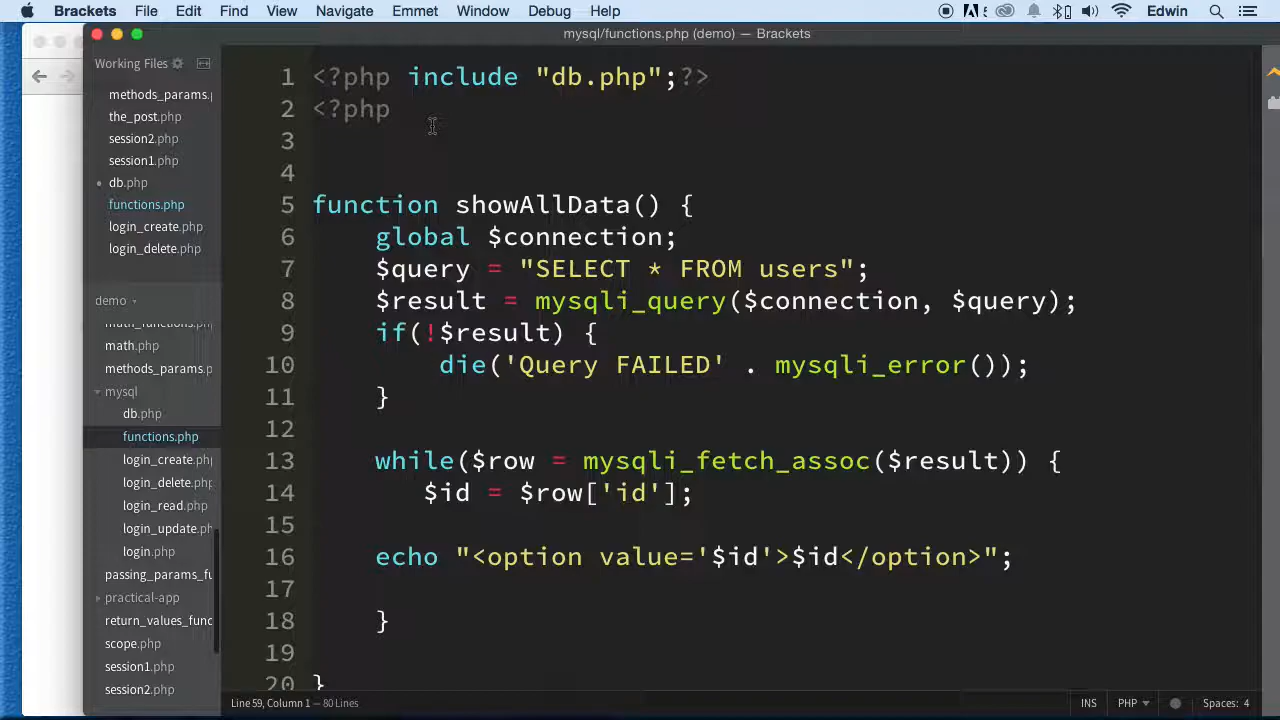 Brackets File Edit Find View Navigate Emmet Window Debug Help
Edwin
mysql/functions.php (demo) — Brackets
Working Files
methods_params.p
the_post.php
session2.php
session1.php
db.php
functions.php
login_create.php
login_delete.php
demo
math_functions.ph
math.php
methods_params.p
mysql
db.php
functions.php
login_create.php
login_delete.php
login_read.php
login_update.ph
login.php
passing_params_fu
practical-app
return_values_func
scope.php
session1.php
session2.php
1 <?php include "db.php";?>
2 <?php
3
4
5 function showAllData() {
6 global $connection;
7 $query = "SELECT * FROM users";
8 $result = mysqli_query($connection, $query);
9 if(!$result) {
10 die('Query FAILED' . mysqli_error());
11 }
12
13 while($row = mysqli_fetch_assoc($result)) {
14 $id = $row['id'];
15
16 echo "<option value='$id'>$id</option>";
17
18 }
19
20 }
Line 59, Column 1 — 80 Lines
INS PHP Spaces: 4